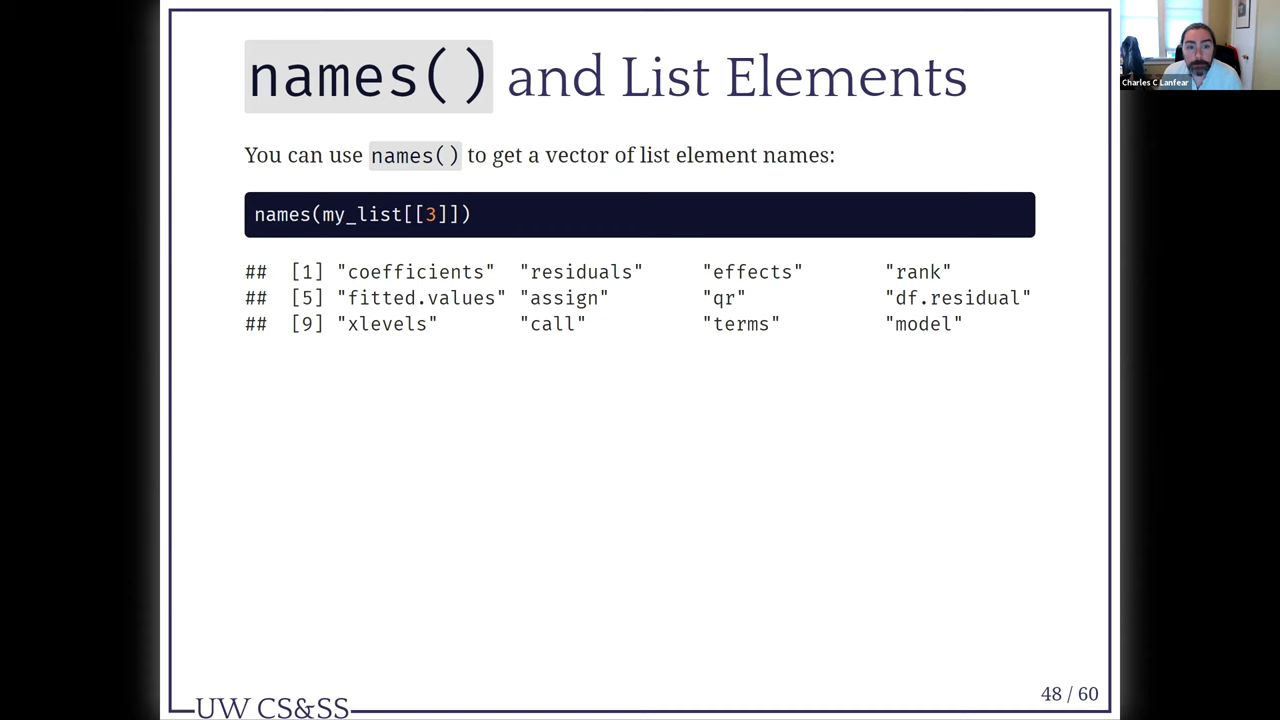 names() and List Elements
You can use names() to get a vector of list element names:
names(my_list[[3]])
##  [1] "coefficients"  "residuals"     "effects"       "rank"
##  [5] "fitted.values" "assign"        "qr"            "df.residual"
##  [9] "xlevels"       "call"          "terms"         "model"
UW CS&SS
48 / 60
Charles C Lanfear